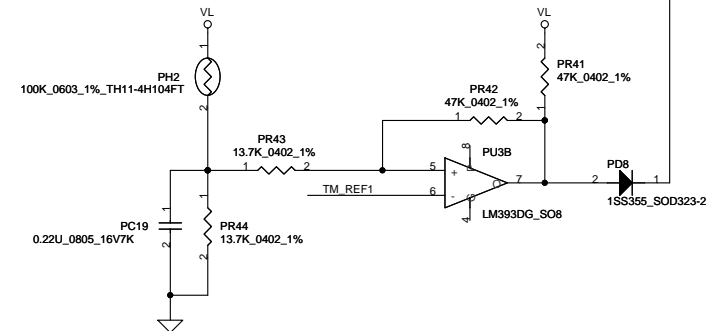 VL
1
PH2
100K_0603_1%_TH11-4H104FT
2
VL
2
PR41
47K_0402_1%
1
PR42
47K_0402_1%
1
2
PR43
13.7K_0402_1%
1
2
8
PU3B
5
+
P
O
7
TM_REF1
6
-
G
4
LM393DG_SO8
PD8
2
1
1SS355_SOD323-2
1
PC19
0.22U_0805_16V7K
2
1
PR44
13.7K_0402_1%
2